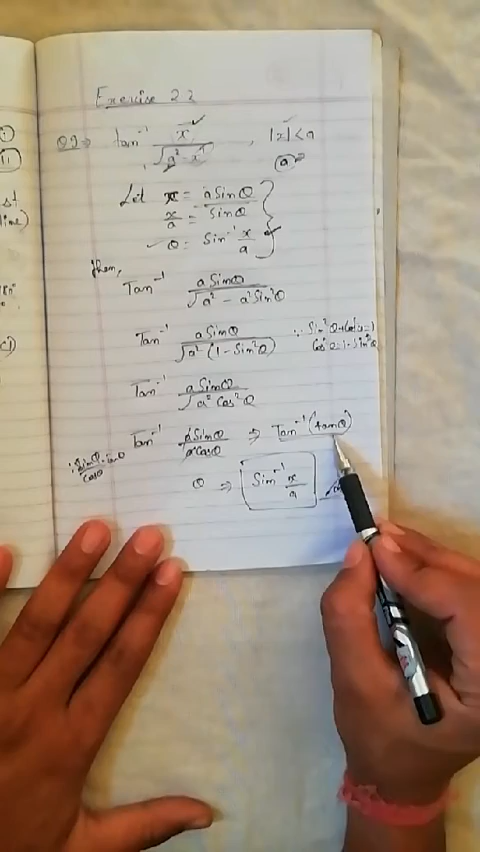 Exercise 2.2
Q9 ⇒ tan⁻¹ x/√(a² - x²) , |x| < a
Let x = a Sinθ
x/a = Sinθ
θ = Sin⁻¹ x/a
Then,
Tan⁻¹ a Sinθ/√(a² - a² Sin²θ)
Tan⁻¹ a Sinθ/√(a² (1 - Sin²θ)) ∵ Sin²θ + Cos²θ = 1
Cos²θ = 1 - Sin²θ
Tan⁻¹ a Sinθ/√(a² Cos²θ)
Tan⁻¹ a Sinθ/a Cosθ ⇒ Tan⁻¹ (tanθ)
∵ Sinθ/Cosθ = tanθ
θ ⇒ Sin⁻¹ x/a